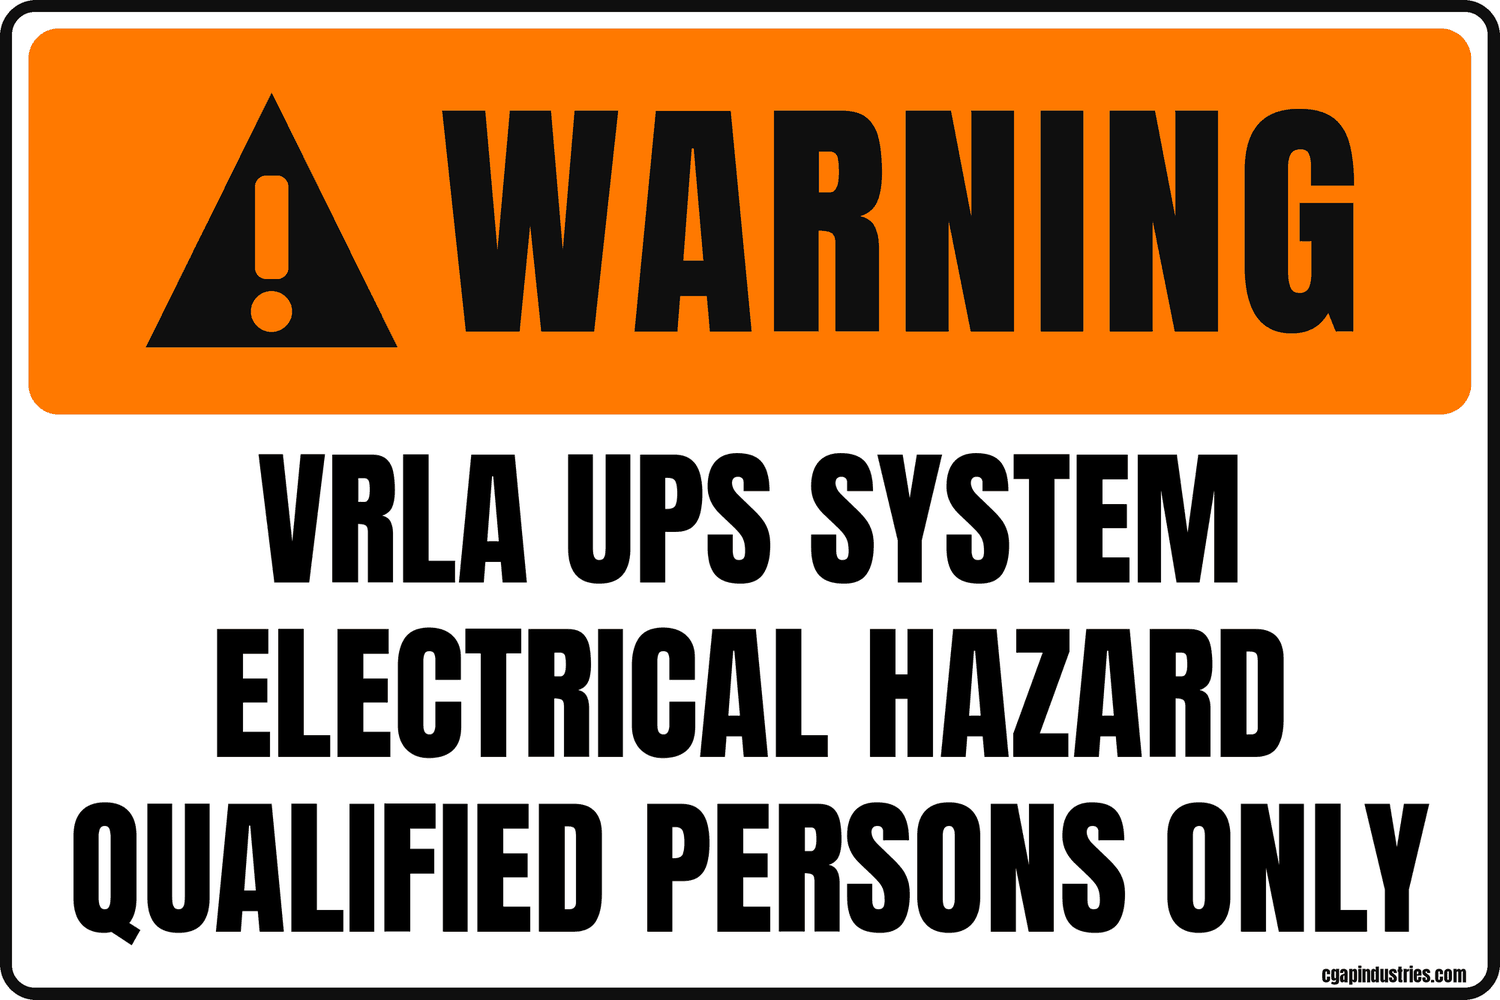 WARNING
VRLA UPS SYSTEM
ELECTRICAL HAZARD
QUALIFIED PERSONS ONLY
cgapindustries.com